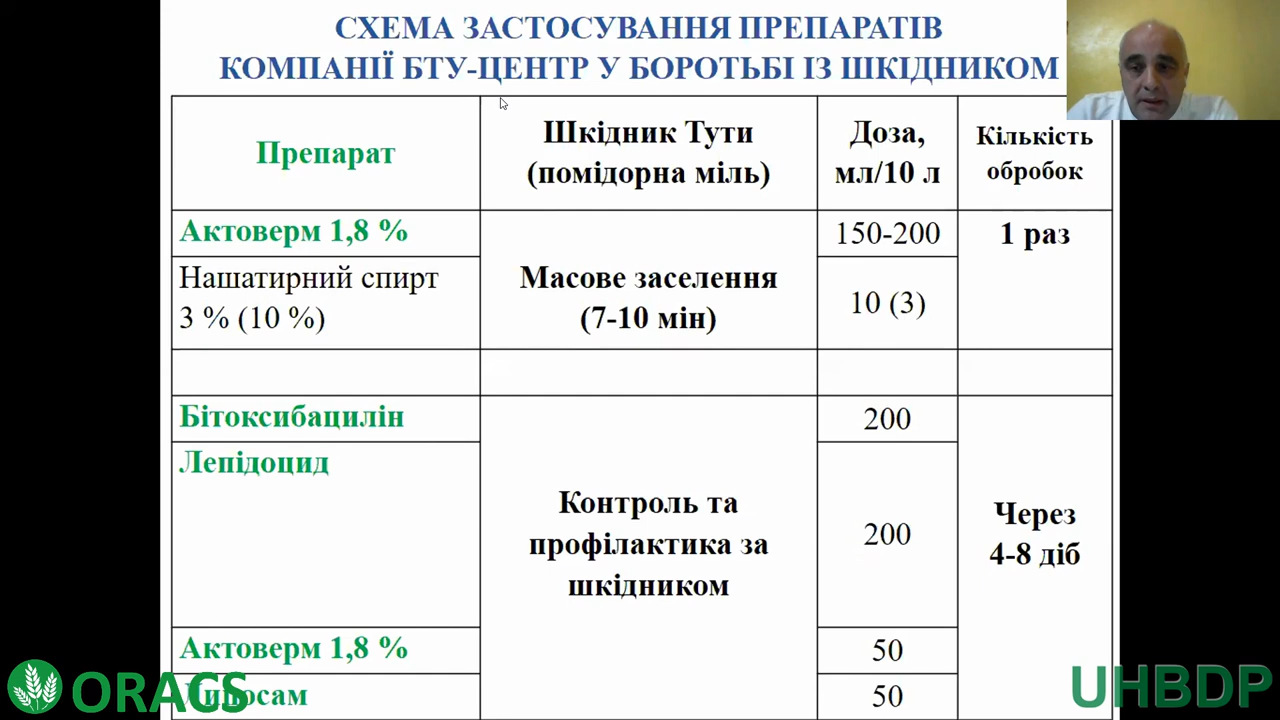 СХЕМА ЗАСТОСУВАННЯ ПРЕПАРАТІВ
КОМПАНІЇ БТУ-ЦЕНТР У БОРОТЬБІ ІЗ ШКІДНИКОМ
Препарат
Шкідник Тути
(помідорна міль)
Доза,
мл/10 л
Кількість
обробок
Актоверм 1,8 %
150-200
1 раз
Нашатирний спирт
3 % (10 %)
Масове заселення
(7-10 мін)
10 (3)
Бітоксибацилін
200
Лепідоцид
Контроль та
профілактика за
шкідником
200
Через
4-8 діб
Актоверм 1,8 %
50
50
ORACS
UHBDP